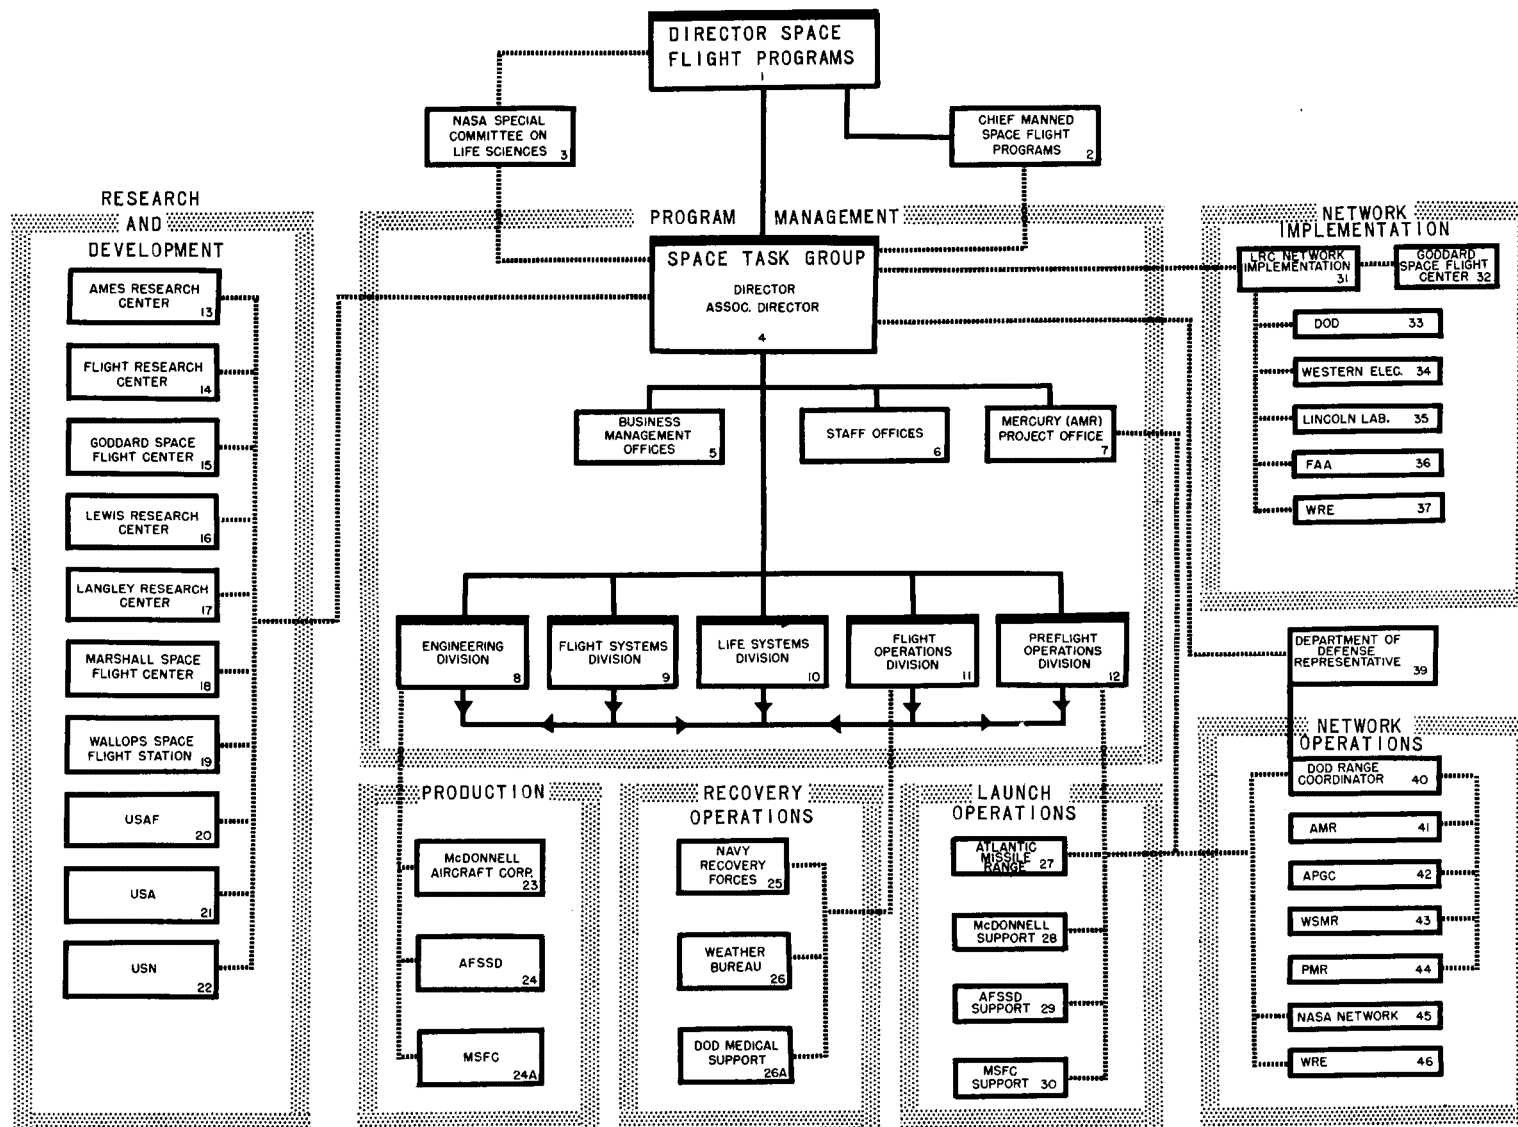 DIRECTOR SPACE
FLIGHT PROGRAMS
1
NASA SPECIAL
COMMITTEE ON
LIFE SCIENCES 3
CHIEF MANNED
SPACE FLIGHT
PROGRAMS 2
RESEARCH
AND
DEVELOPMENT
AMES RESEARCH
CENTER 13
FLIGHT RESEARCH
CENTER 14
GODDARD SPACE
FLIGHT CENTER
15
LEWIS RESEARCH
CENTER 16
LANGLEY RESEARCH
CENTER 17
MARSHALL SPACE
FLIGHT CENTER
18
WALLOPS SPACE
FLIGHT STATION
19
USAF
20
USA
21
USN
22
PROGRAM MANAGEMENT
SPACE TASK GROUP
DIRECTOR
ASSOC. DIRECTOR
4
BUSINESS
MANAGEMENT
OFFICES 5
STAFF OFFICES
6
MERCURY (AMR)
PROJECT OFFICE
7
ENGINEERING
DIVISION
8
FLIGHT SYSTEMS
DIVISION
9
LIFE SYSTEMS
DIVISION
10
FLIGHT
OPERATIONS
DIVISION 11
PREFLIGHT
OPERATIONS
DIVISION 12
PRODUCTION
McDONNELL
AIRCRAFT CORP.
23
AFSSD
24
MSFC
24A
RECOVERY
OPERATIONS
NAVY
RECOVERY
FORCES 25
WEATHER
BUREAU
26
DOD MEDICAL
SUPPORT
26A
LAUNCH
OPERATIONS
ATLANTIC
MISSILE
RANGE 27
McDONNELL
SUPPORT 28
AFSSD
SUPPORT 29
MSFC
SUPPORT 30
NETWORK
IMPLEMENTATION
LRC NETWORK
IMPLEMENTATION
31
GODDARD
SPACE FLIGHT
CENTER 32
DOD 33
WESTERN ELEC. 34
LINCOLN LAB. 35
FAA 36
WRE 37
DEPARTMENT OF
DEFENSE
REPRESENTATIVE
39
NETWORK
OPERATIONS
DOD RANGE
COORDINATOR 40
AMR 41
APGC 42
WSMR 43
PMR 44
NASA NETWORK 45
WRE 46